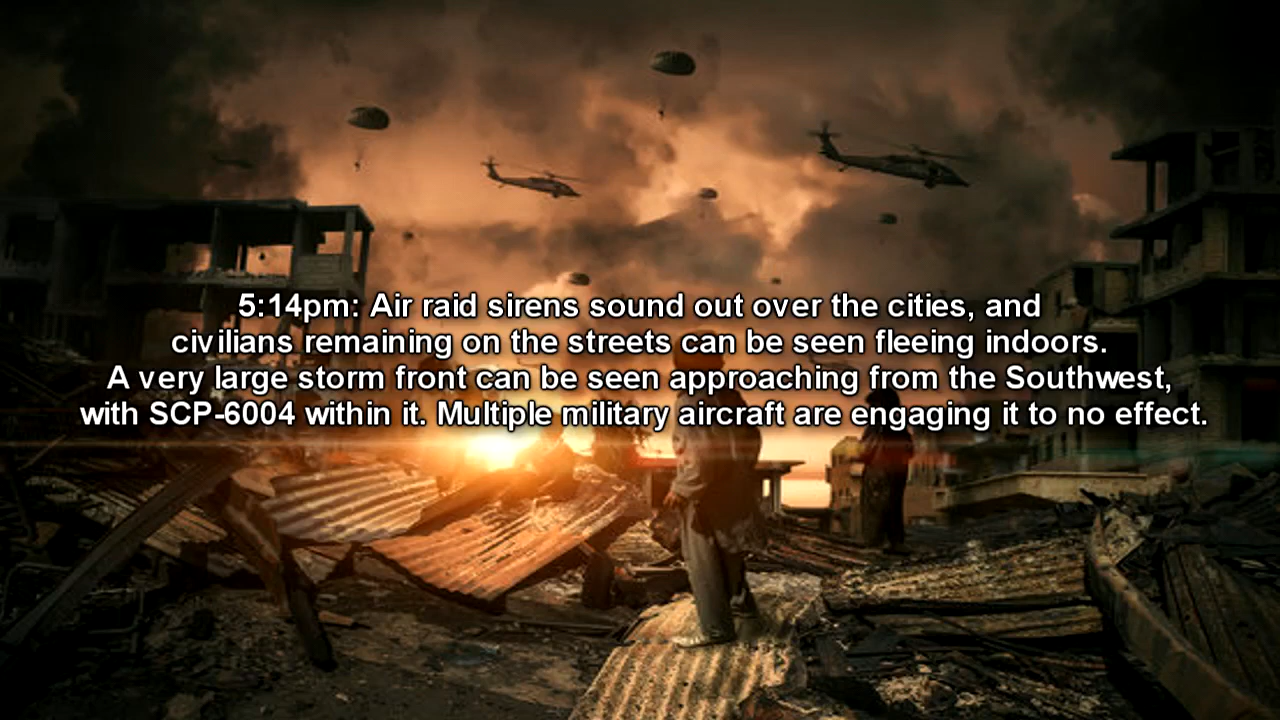 5:14pm: Air raid sirens sound out over the cities, and
civilians remaining on the streets can be seen fleeing indoors.
A very large storm front can be seen approaching from the Southwest,
with SCP-6004 within it. Multiple military aircraft are engaging it to no effect.